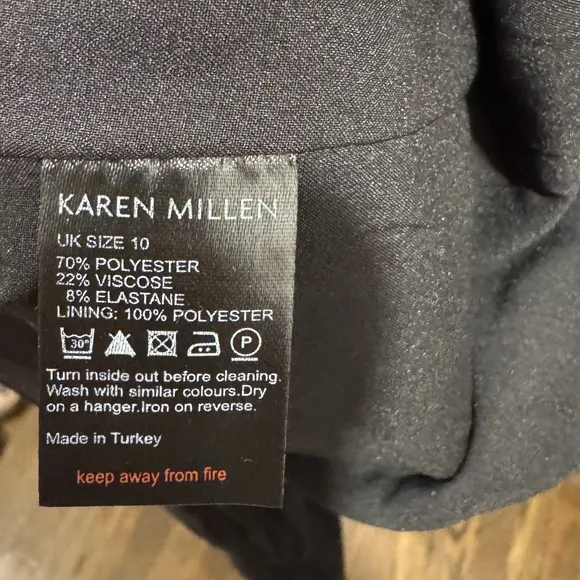 KAREN MILLEN
UK SIZE 10
70% POLYESTER
22% VISCOSE
8% ELASTANE
LINING: 100% POLYESTER
30° P
Turn inside out before cleaning.
Wash with similar colours.Dry
on a hanger.Iron on reverse.
Made in Turkey
keep away from fire